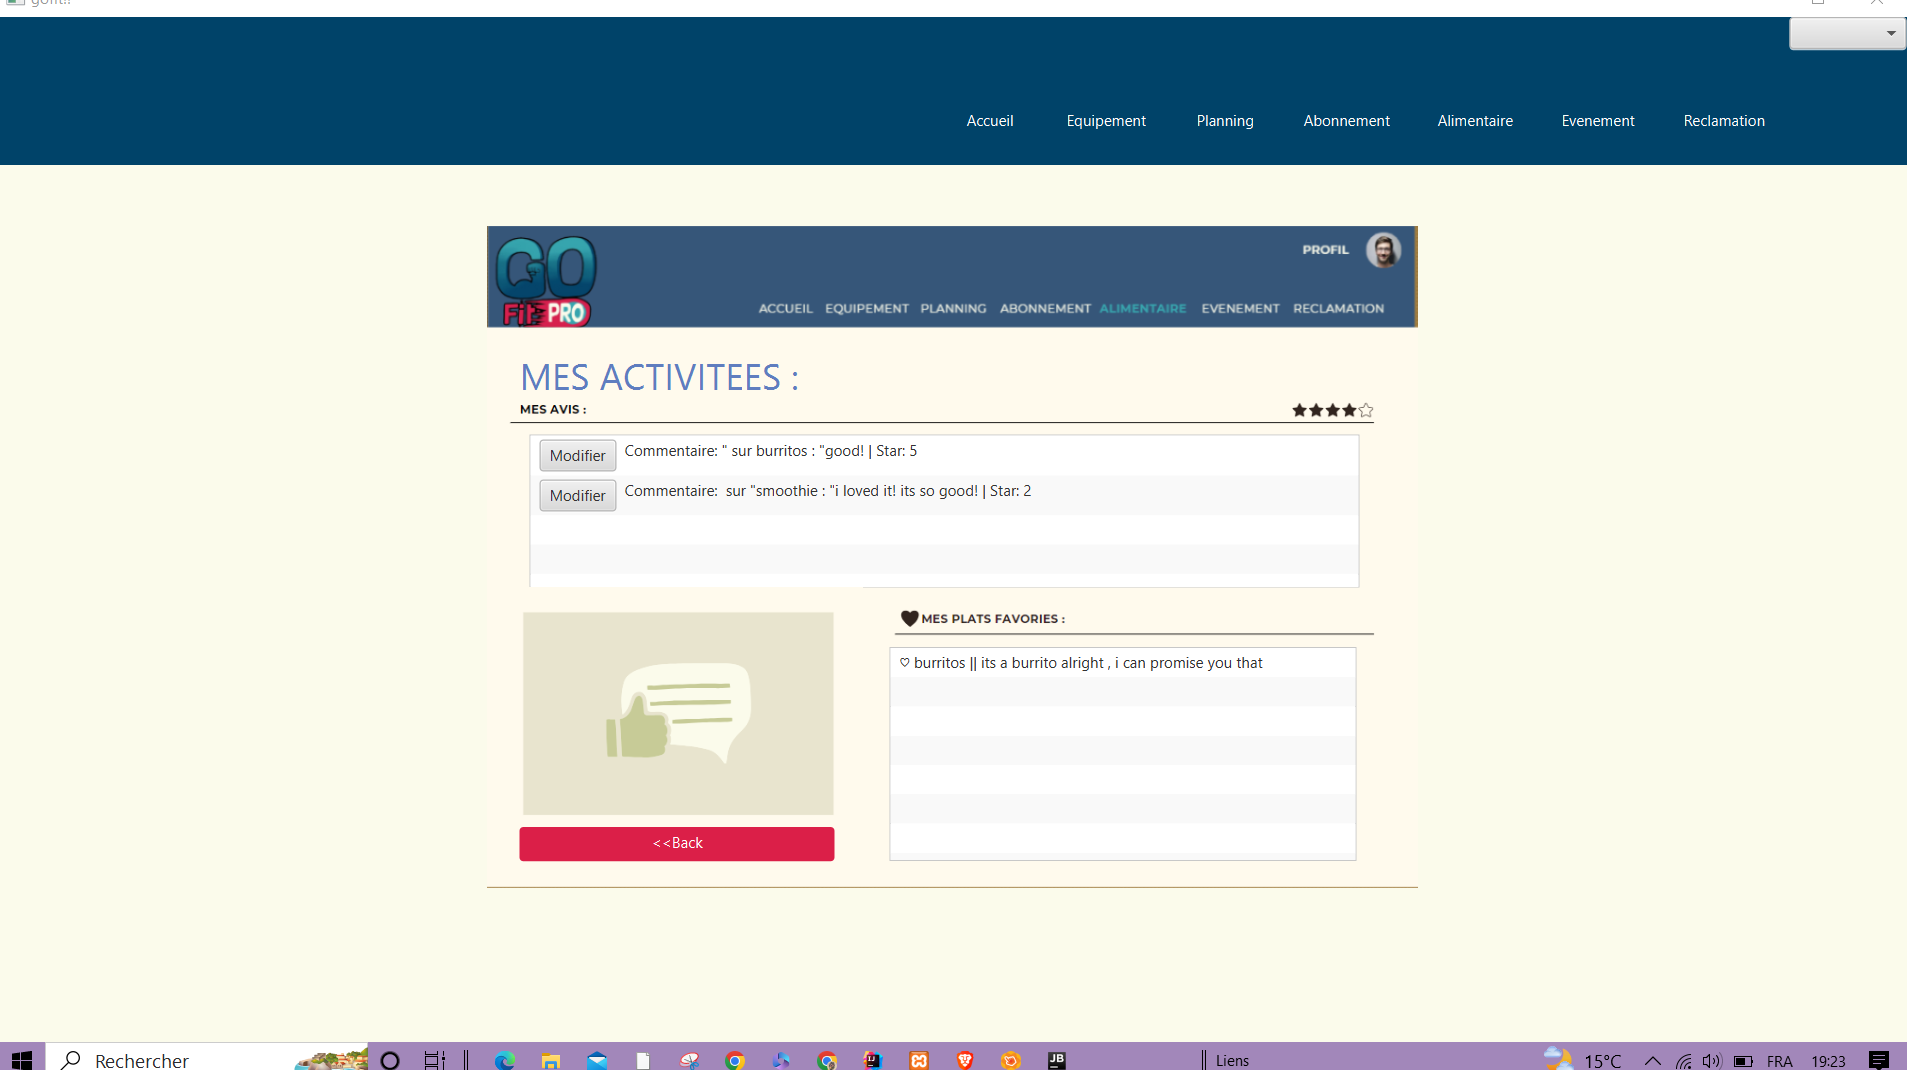 gofit!!
Accueil Equipement Planning Abonnement Alimentaire Evenement Reclamation
GO
FIT PRO
PROFIL
ACCUEIL EQUIPEMENT PLANNING ABONNEMENT ALIMENTAIRE EVENEMENT RECLAMATION
MES ACTIVITEES :
MES AVIS :
Modifier Commentaire: " sur burritos : "good! | Star: 5
Modifier Commentaire:  sur "smoothie : "i loved it! its so good! | Star: 2
MES PLATS FAVORIES :
♡ burritos || its a burrito alright , i can promise you that
<<Back
Rechercher
JB
Liens
15°C
FRA
19:23